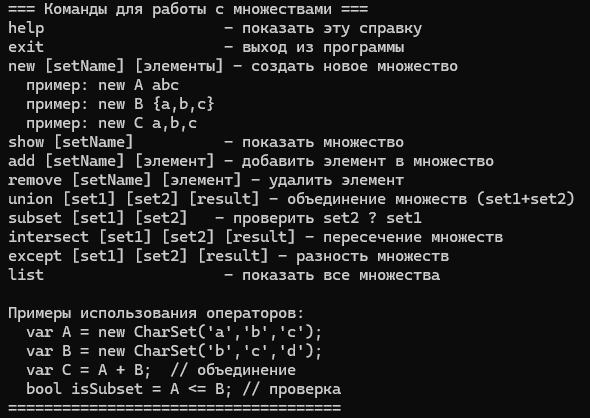 === Команды для работы с множествами ===
help                    – показать эту справку
exit                    – выход из программы
new [setName] [элементы] – создать новое множество
  пример: new A abc
  пример: new B {a,b,c}
  пример: new C a,b,c
show [setName]          – показать множество
add [setName] [элемент] – добавить элемент в множество
remove [setName] [элемент] – удалить элемент
union [set1] [set2] [result] – объединение множеств (set1+set2)
subset [set1] [set2]   – проверить set2 ? set1
intersect [set1] [set2] [result] – пересечение множеств
except [set1] [set2] [result] – разность множеств
list                    – показать все множества

Примеры использования операторов:
  var A = new CharSet('a','b','c');
  var B = new CharSet('b','c','d');
  var C = A + B;  // объединение
  bool isSubset = A <= B; // проверка
=====================================